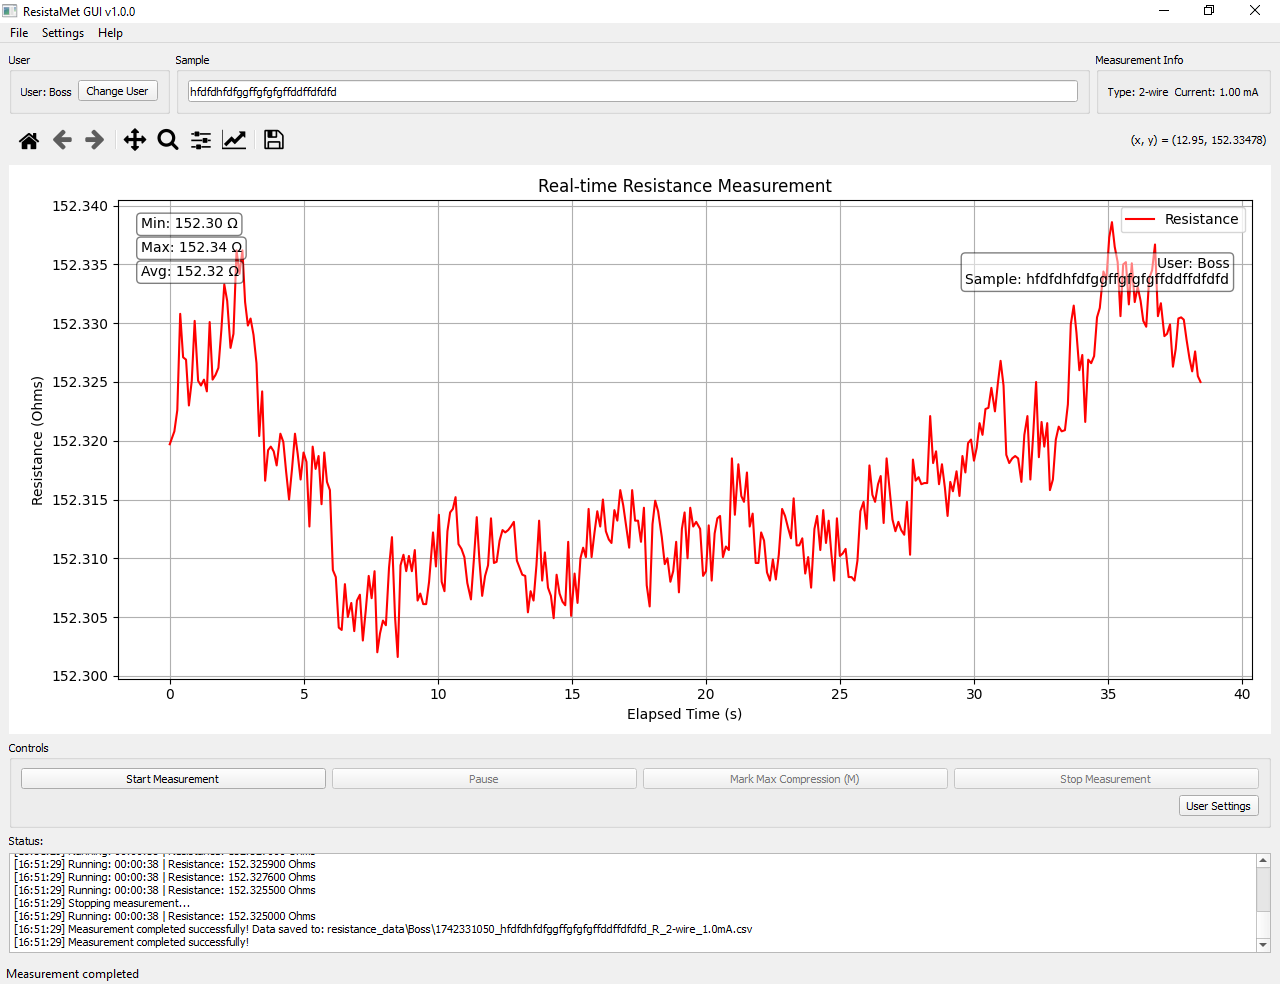 ResistaMet GUI v1.0.0
File Settings Help
User
Sample
Measurement Info
User: Boss
Change User
hfdfdhfdfggffgfgfgffddffdfdfd
Type: 2-wire Current: 1.00 mA
(x, y) = (12.95, 152.33478)
Real-time Resistance Measurement
152.340
152.335
152.330
152.325
152.320
152.315
152.310
152.305
152.300
Resistance (Ohms)
Min: 152.30 Ω
Max: 152.34 Ω
Avg: 152.32 Ω
Resistance
User: Boss
Sample: hfdfdhfdfggffgfgfgffddffdfdfd
0 5 10 15 20 25 30 35 40
Elapsed Time (s)
Controls
Start Measurement
Pause
Mark Max Compression (M)
Stop Measurement
User Settings
Status:
[16:51:29] Running: 00:00:38 | Resistance: 152.325900 Ohms
[16:51:29] Running: 00:00:38 | Resistance: 152.327600 Ohms
[16:51:29] Running: 00:00:38 | Resistance: 152.325500 Ohms
[16:51:29] Stopping measurement...
[16:51:29] Running: 00:00:38 | Resistance: 152.325000 Ohms
[16:51:29] Measurement completed successfully! Data saved to: resistance_data\Boss\1742331050_hfdfdhfdfggffgfgfgffddffdfdfd_R_2-wire_1.0mA.csv
[16:51:29] Measurement completed successfully!
Measurement completed